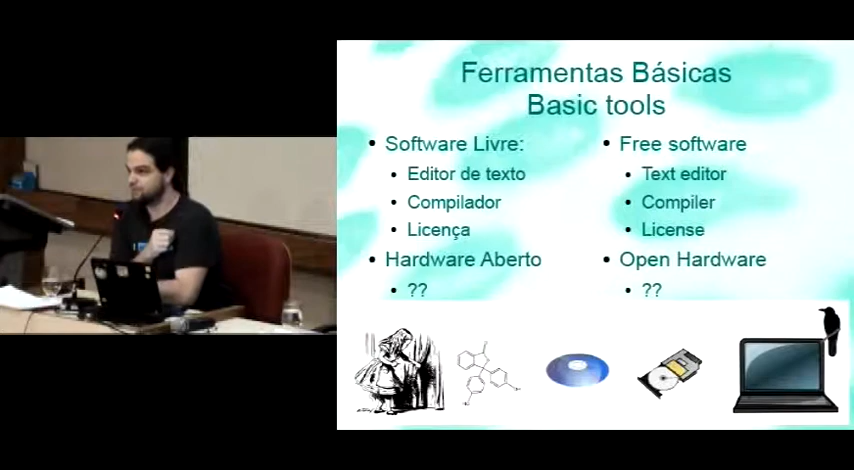 Ferramentas Básicas
Basic tools
• Software Livre:
• Editor de texto
• Compilador
• Licença
• Hardware Aberto
• ??
• Free software
• Text editor
• Compiler
• License
• Open Hardware
• ??